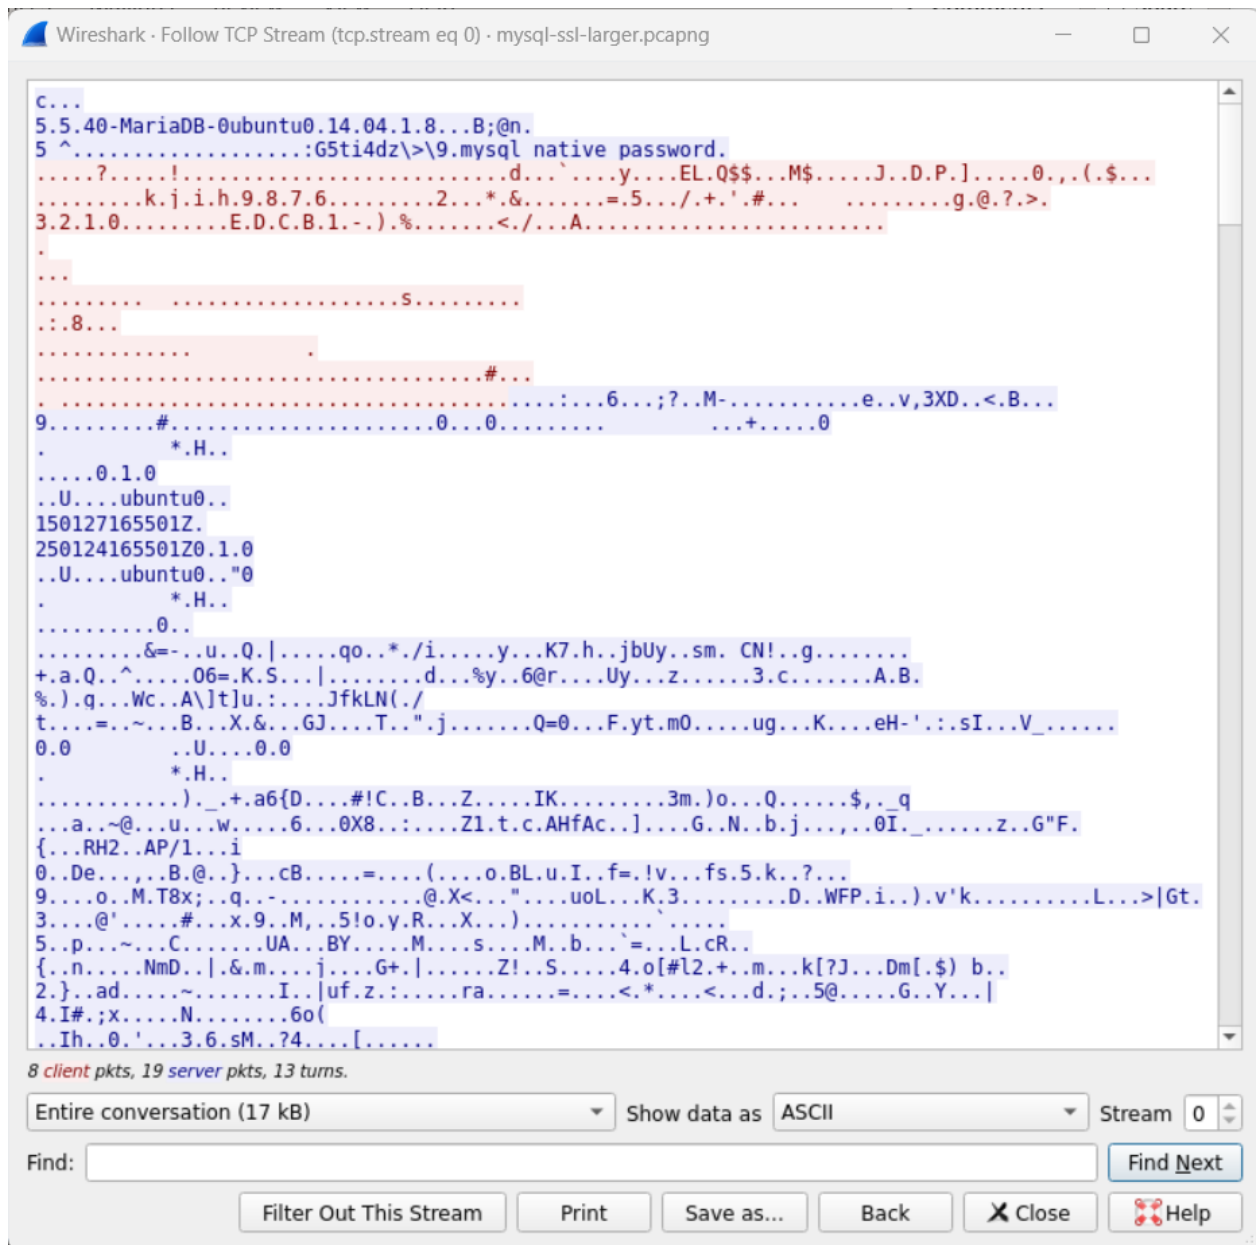 Wireshark · Follow TCP Stream (tcp.stream eq 0) · mysql-ssl-larger.pcapng
c...
5.5.40-MariaDB-0ubuntu0.14.04.1.8...B;@n.
5 ^...................:G5ti4dz\>\9.mysql native password.
.....?.....!............................d...`....y....EL.Q$$...M$.....J..D.P.].....0.,.(.$...
.........k.j.i.h.9.8.7.6.........2...*.&.......=.5.../.+.'.#... .........g.@.?.>.
3.2.1.0.........E.D.C.B.1.-.).%.......<./...A.........................
.
...
......... ...................s.........
.:.8...
............. .
..................................#...
. ......................................:...6...;?..M-...........e..v,3XD..<.B...
9.........#.....................0...0......... ...+.....0
. *.H..
.....0.1.0
..U....ubuntu0..
150127165501Z.
250124165501Z0.1.0
..U....ubuntu0.."0
. *.H..
..........0..
.........&=-..u..Q.|.....qo..*./i.....y...K7.h..jbUy..sm. CN!..g........
+.a.Q..^.....O6=.K.S...|........d...%y..6@r....Uy...z......3.c.......A.B.
%.).g...Wc..A\]t]u.:....JfkLN(./
t....=..~...B...X.&...GJ....T..".j.......Q=0...F.yt.mO.....ug...K....eH-'.:.sI...V_......
0.0 ..U....0.0
. *.H..
............)._.+.a6{D....#!C..B...Z.....IK.........3m.)o...Q......$,._q
...a..~@...u...w.....6...0X8..:....Z1.t.c.AHfAc..]....G..N..b.j...,..0I._......z..G"F.
{...RH2..AP/1...i
0..De...,..B.@..}...cB.....=....(....o.BL.u.I..f=.!v...fs.5.k..?...
9....o..M.T8x;..q..-............@.X<..."....uoL...K.3.........D..WFP.i..).v'k..........L...>|Gt.
3....@'.....#...x.9..M,..5!o.y.R...X...)...........`.....
5..p...~...C.......UA...BY.....M....s....M..b...`=...L.cR..
{..n.....NmD..|.&.m....j....G+.|......Z!..S.....4.o[#l2.+..m...k[?J...Dm[.$) b..
2.}..ad.....~.......I..|uf.z.:.....ra......=....<.*....<...d.;..5@.....G..Y...|
4.I#.;x.....N........6o(
..Ih..0.'...3.6.sM..?4....[......
8 client pkts, 19 server pkts, 13 turns.
Entire conversation (17 kB) Show data as ASCII Stream 0
Find: Find Next
Filter Out This Stream Print Save as... Back Close Help